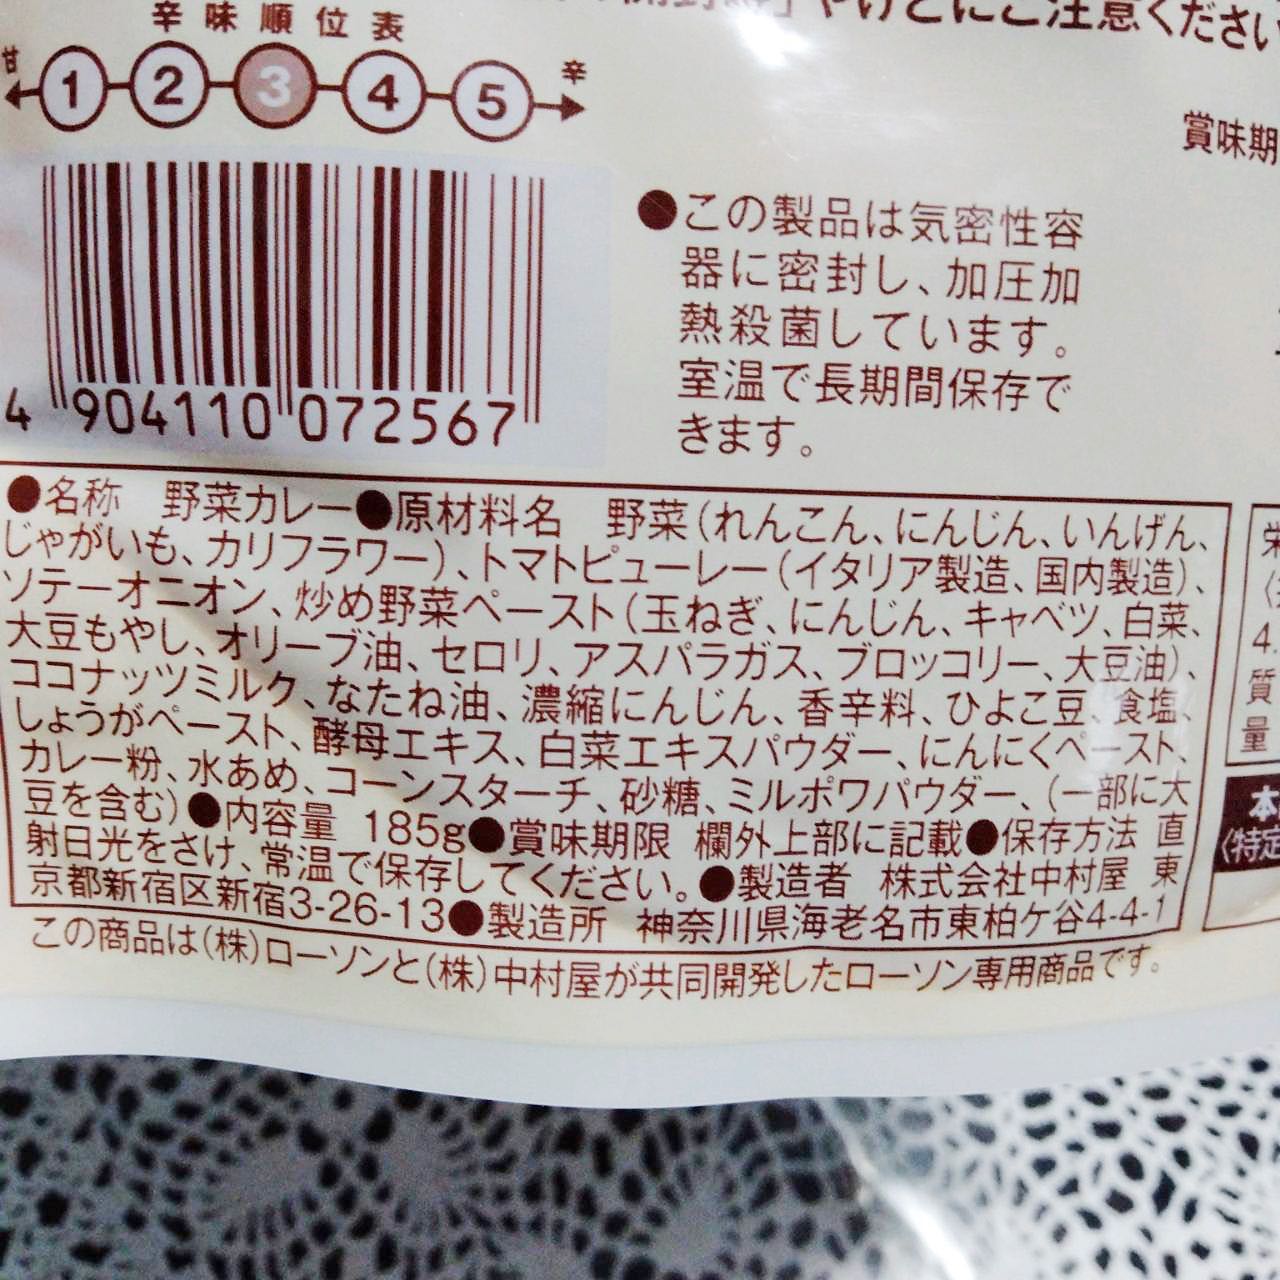 やけどにご注意ください
辛味順位表
甘 1 2 3 4 5 辛
賞味期
4 904110 072567
●この製品は気密性容
器に密封し、加圧加
熱殺菌しています。
室温で長期間保存で
きます。
●名称 野菜カレー●原材料名 野菜(れんこん、にんじん、いんげん、
じゃがいも、カリフラワー)、トマトピューレー(イタリア製造、国内製造)、
ソテーオニオン、炒め野菜ペースト(玉ねぎ、にんじん、キャベツ、白菜、
大豆もやし、オリーブ油、セロリ、アスパラガス、ブロッコリー、大豆油)、
ココナッツミルク、なたね油、濃縮にんじん、香辛料、ひよこ豆、食塩、
しょうがペースト、酵母エキス、白菜エキスパウダー、にんにくペースト、
カレー粉、水あめ、コーンスターチ、砂糖、ミルポワパウダー、(一部に大
豆を含む)●内容量 185g●賞味期限 欄外上部に記載●保存方法 直
射日光をさけ、常温で保存してください。●製造者 株式会社中村屋 東
京都新宿区新宿3-26-13●製造所 神奈川県海老名市東柏ケ谷4-4-1
この商品は(株)ローソンと(株)中村屋が共同開発したローソン専用商品です。
栄
4.
質
量
本
(特定